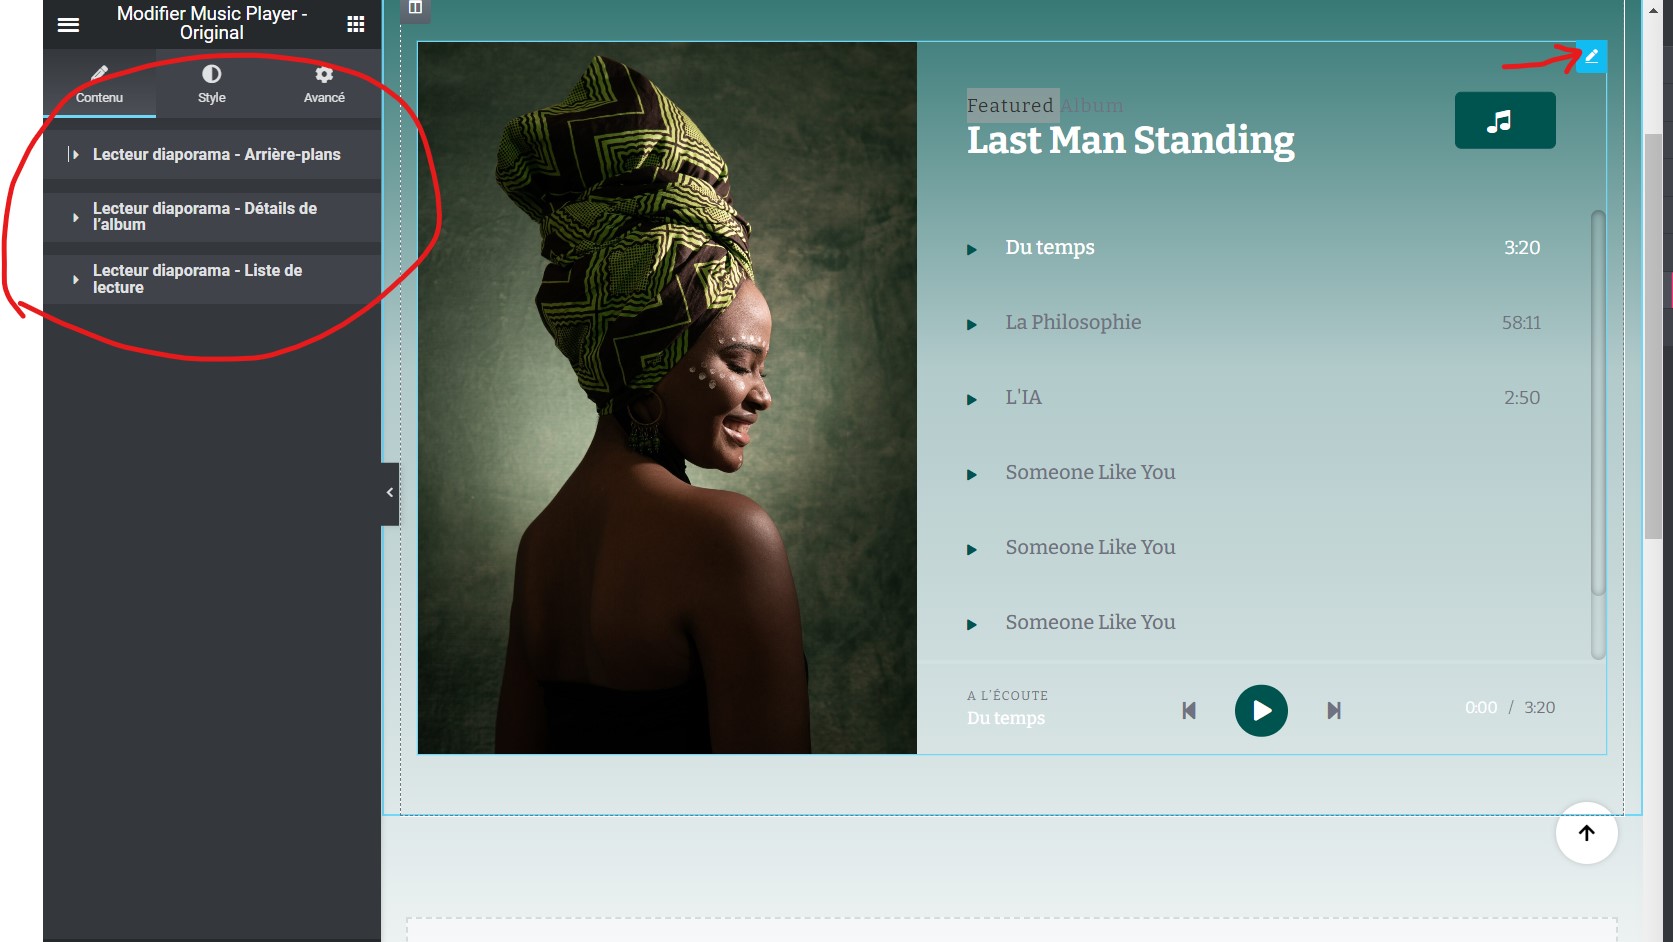 Modifier Music Player -
Original
Contenu
Style
Avancé
Lecteur diaporama - Arrière-plans
Lecteur diaporama - Détails de
l’album
Lecteur diaporama - Liste de
lecture
Featured Album
Last Man Standing
Du temps 3:20
La Philosophie 58:11
L'IA 2:50
Someone Like You
Someone Like You
Someone Like You
A L'ÉCOUTE
Du temps
0:00 / 3:20